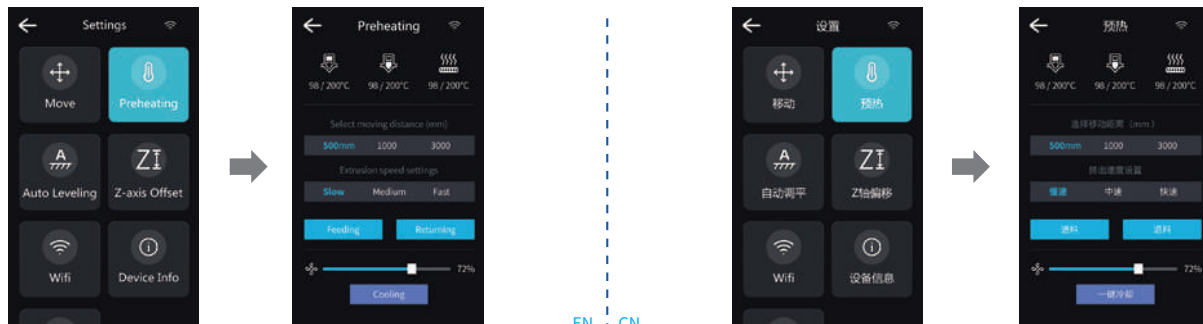 Settings
Move
Preheating
A
Auto Leveling
Z
Z-axis Offset
Wifi
Device Info
Preheating
98 / 200°C 98 / 200°C 98 / 200°C
Select moving distance (mm)
500mm 1000 3000
Extrusion speed settings
Slow Medium Fast
Feeding Returning
72%
Cooling
EN CN
设置
移动
预热
A
自动调平
Z
Z轴偏移
Wifi
设备信息
预热
98 / 200°C 98 / 200°C 98 / 200°C
选择移动距离（mm）
500mm 1000 3000
挤出速度设置
慢速 中速 快速
进料 退料
72%
一键冷却